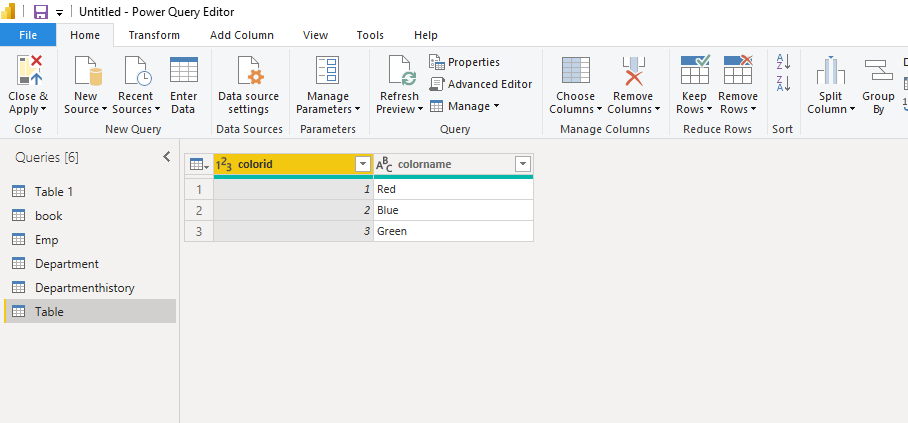 Untitled - Power Query Editor
File Home Transform Add Column View Tools Help
Close & Apply
New Source
Recent Sources
Enter Data
Data source settings
Manage Parameters
Refresh Preview
Properties
Advanced Editor
Manage
Choose Columns
Remove Columns
Keep Rows
Remove Rows
Split Column
Group By
Close New Query Data Sources Parameters Query Manage Columns Reduce Rows Sort
Queries [6]
Table 1
book
Emp
Department
Departmenthistory
Table
123 colorid ABC colorname
1 1 Red
2 2 Blue
3 3 Green